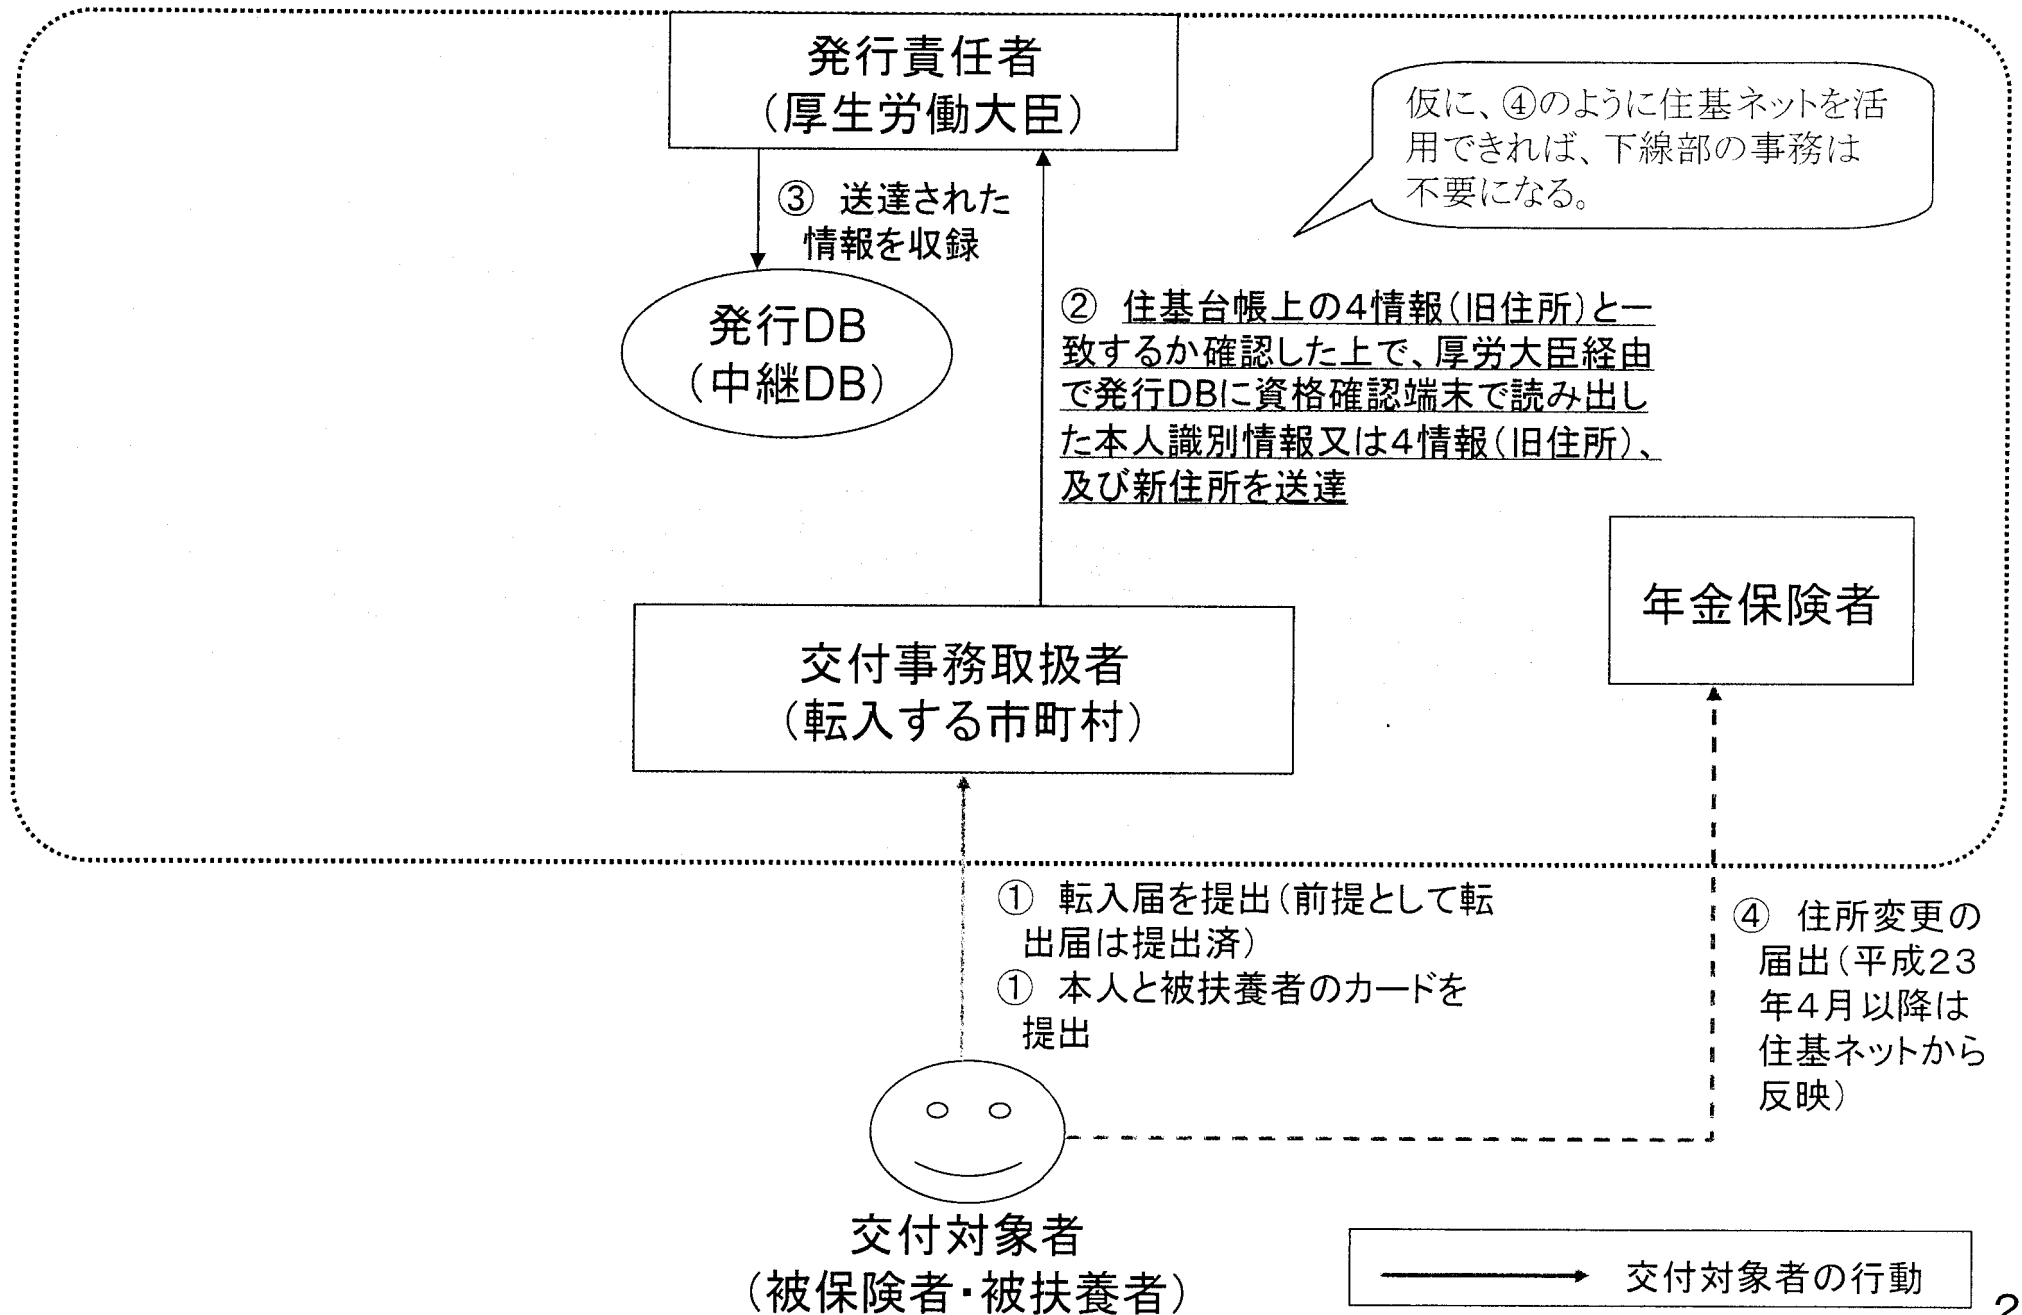 発行責任者
（厚生労働大臣）
仮に、④のように住基ネットを活
用できれば、下線部の事務は
不要になる。
③　送達された
情報を収録
発行DB
（中継DB）
②　住基台帳上の４情報（旧住所）と一
致するか確認した上で、厚労大臣経由
で発行DBに資格確認端末で読み出し
た本人識別情報又は４情報（旧住所）、
及び新住所を送達
年金保険者
交付事務取扱者
（転入する市町村）
①　転入届を提出（前提として転
出届は提出済）
①　本人と被扶養者のカードを
提出
④　住所変更の
届出（平成２３
年４月以降は
住基ネットから
反映）
交付対象者
（被保険者・被扶養者）
交付対象者の行動